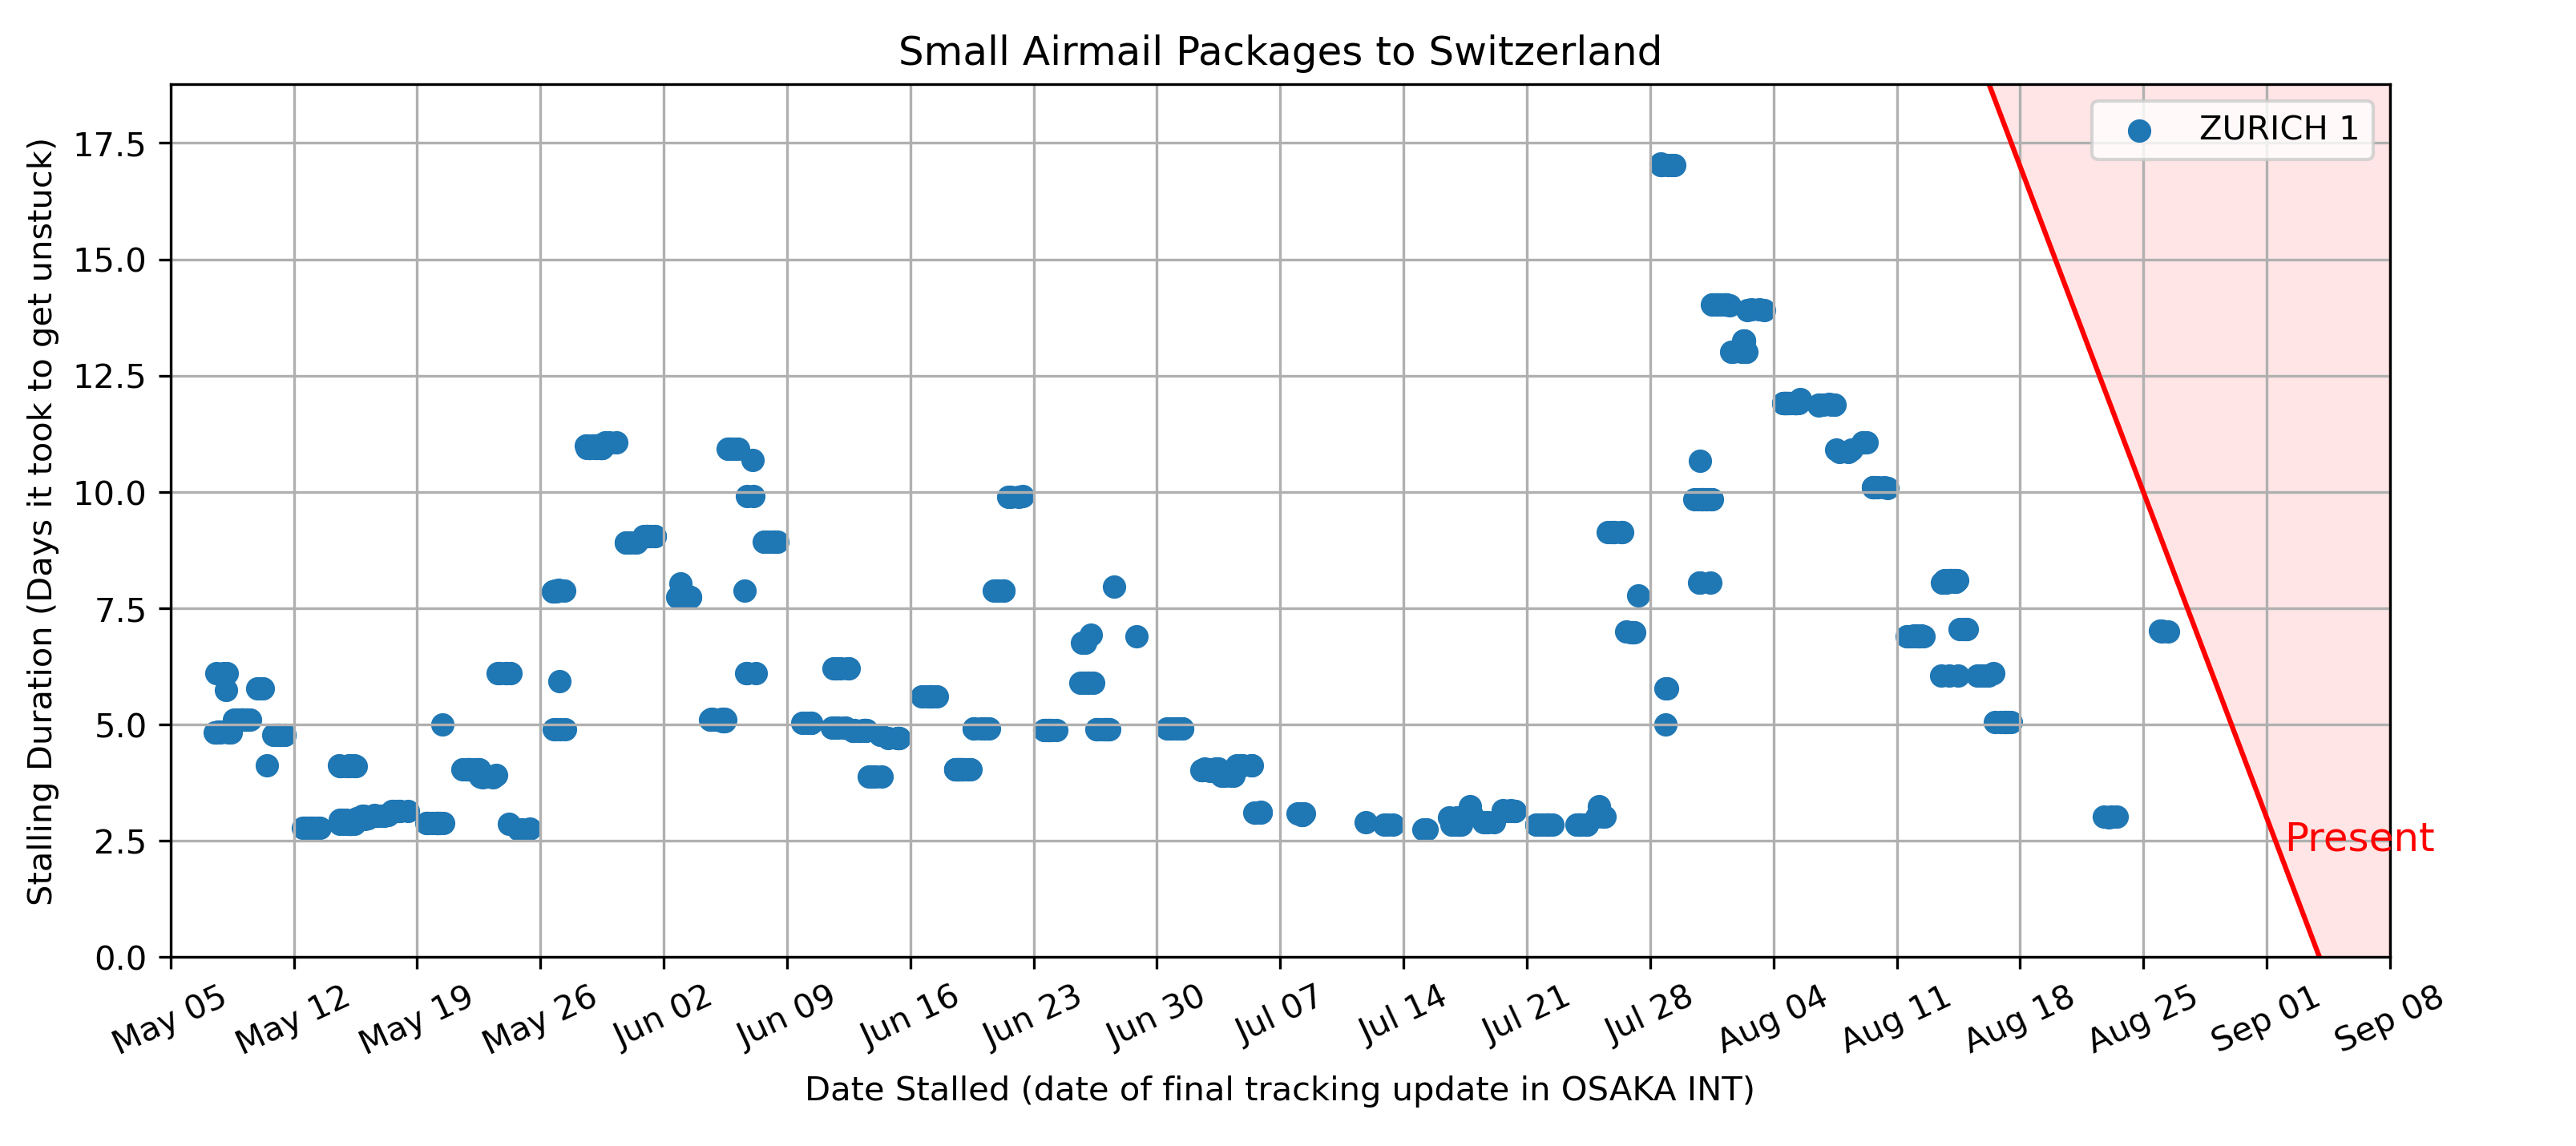 Small Airmail Packages to Switzerland
ZURICH 1
Stalling Duration (Days it took to get unstuck)
17.5
15.0
12.5
10.0
7.5
5.0
2.5
0.0
Present
May 05 May 12 May 19 May 26 Jun 02 Jun 09 Jun 16 Jun 23 Jun 30 Jul 07 Jul 14 Jul 21 Jul 28 Aug 04 Aug 11 Aug 18 Aug 25 Sep 01 Sep 08
Date Stalled (date of final tracking update in OSAKA INT)